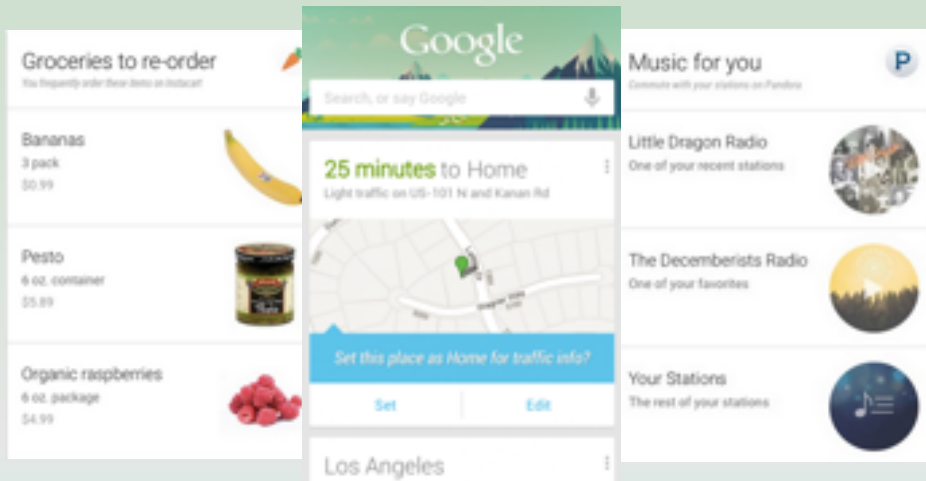 Groceries to re-order
You frequently order these items on Instacart
Bananas
3 pack
$0.99
Pesto
6 oz. container
$5.89
Organic raspberries
6 oz. package
$4.99
Google
Search, or say Google
25 minutes to Home
Light traffic on US-101 N and Kanan Rd
Set this place as Home for traffic info?
Set
Edit
Los Angeles
Music for you
Commute with your stations on Pandora
P
Little Dragon Radio
One of your recent stations
The Decemberists Radio
One of your favorites
Your Stations
The rest of your stations